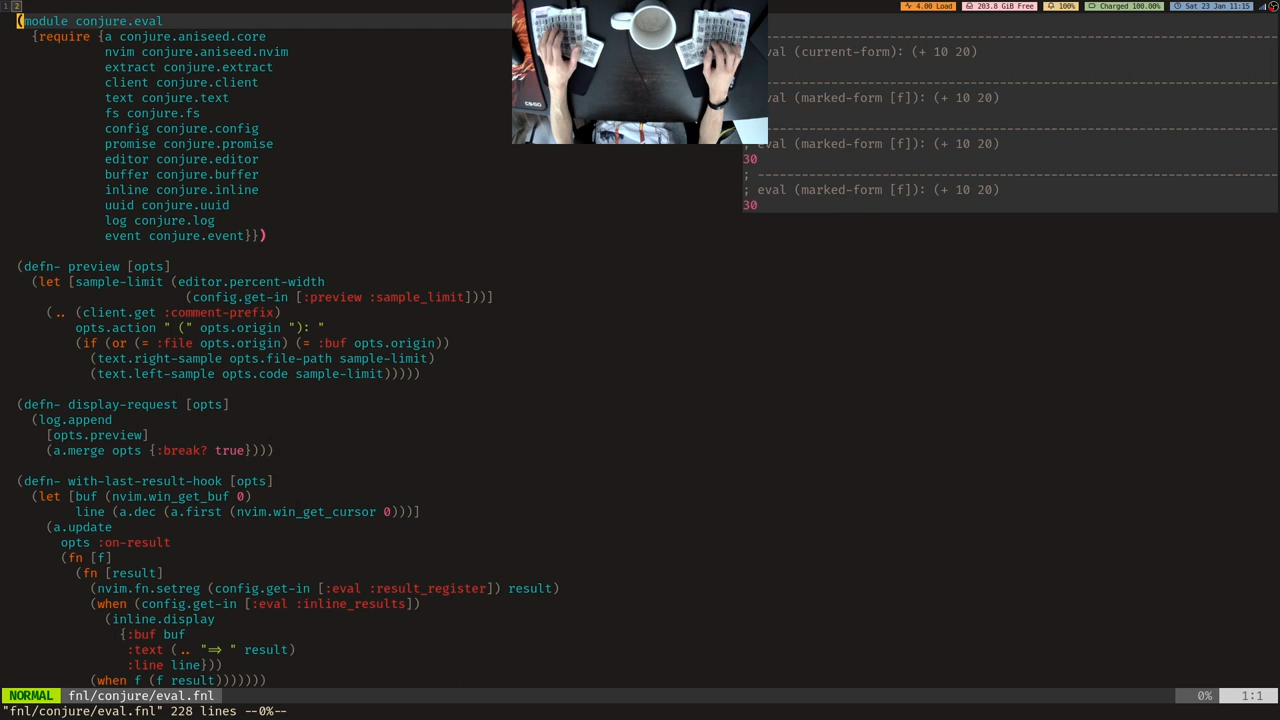 1 2
4.00 Load 203.8 GiB Free 100% Charged 100.00% Sat 23 Jan 11:15
(module conjure.eval
{require {a conjure.aniseed.core
nvim conjure.aniseed.nvim
extract conjure.extract
client conjure.client
text conjure.text
fs conjure.fs
config conjure.config
promise conjure.promise
editor conjure.editor
buffer conjure.buffer
inline conjure.inline
uuid conjure.uuid
log conjure.log
event conjure.event}})
(defn- preview [opts]
(let [sample-limit (editor.percent-width
(config.get-in [:preview :sample_limit]))]
(.. (client.get :comment-prefix)
opts.action " (" opts.origin "): "
(if (or (= :file opts.origin) (= :buf opts.origin))
(text.right-sample opts.file-path sample-limit)
(text.left-sample opts.code sample-limit)))))
(defn- display-request [opts]
(log.append
[opts.preview]
(a.merge opts {:break? true})))
(defn- with-last-result-hook [opts]
(let [buf (nvim.win_get_buf 0)
line (a.dec (a.first (nvim.win_get_cursor 0)))]
(a.update
opts :on-result
(fn [f]
(fn [result]
(nvim.fn.setreg (config.get-in [:eval :result_register]) result)
(when (config.get-in [:eval :inline_results])
(inline.display
{:buf buf
:text (.. "=> " result)
:line line}))
(when f (f result)))))))
NORMAL fnl/conjure/eval.fnl 0% 1:1
"fnl/conjure/eval.fnl" 228 lines --0%--
--------------------------------------------------------------------
eval (current-form): (+ 10 20)
--------------------------------------------------------------------
eval (marked-form [f]): (+ 10 20)
--------------------------------------------------------------------
; eval (marked-form [f]): (+ 10 20)
30
; --------------------------------------------------------------------
; eval (marked-form [f]): (+ 10 20)
30